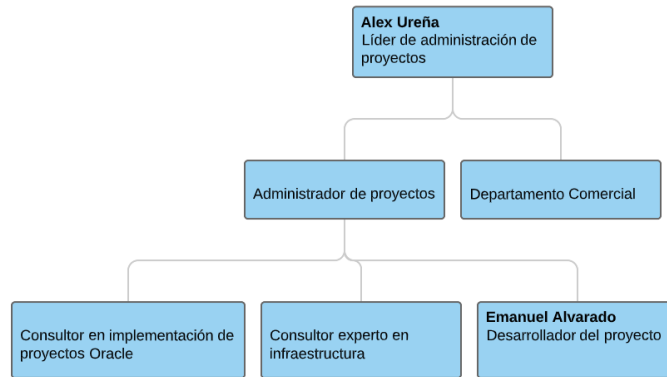 Alex Ureña
Líder de administración de
proyectos
Administrador de proyectos
Departamento Comercial
Consultor en implementación de
proyectos Oracle
Consultor experto en
infraestructura
Emanuel Alvarado
Desarrollador del proyecto